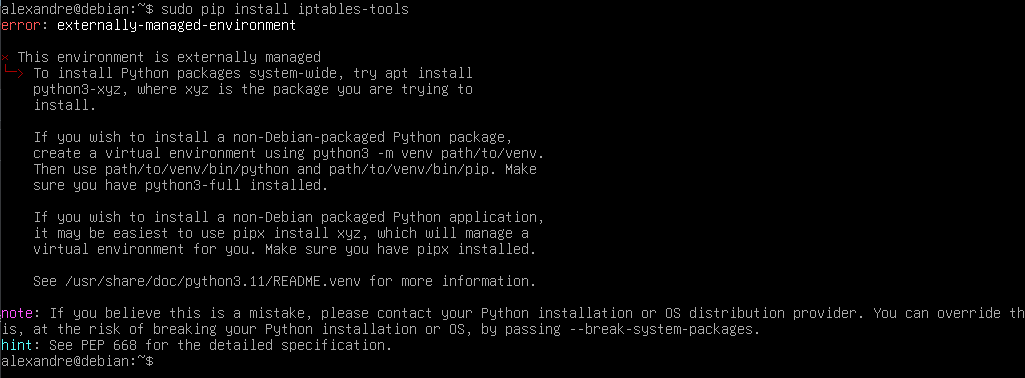 alexandre@debian:~$ sudo pip install iptables-tools
error: externally-managed-environment
× This environment is externally managed
╰─> To install Python packages system-wide, try apt install
python3-xyz, where xyz is the package you are trying to
install.
If you wish to install a non-Debian-packaged Python package,
create a virtual environment using python3 -m venv path/to/venv.
Then use path/to/venv/bin/python and path/to/venv/bin/pip. Make
sure you have python3-full installed.
If you wish to install a non-Debian packaged Python application,
it may be easiest to use pipx install xyz, which will manage a
virtual environment for you. Make sure you have pipx installed.
See /usr/share/doc/python3.11/README.venv for more information.
note: If you believe this is a mistake, please contact your Python installation or OS distribution provider. You can override th
is, at the risk of breaking your Python installation or OS, by passing --break-system-packages.
hint: See PEP 668 for the detailed specification.
alexandre@debian:~$